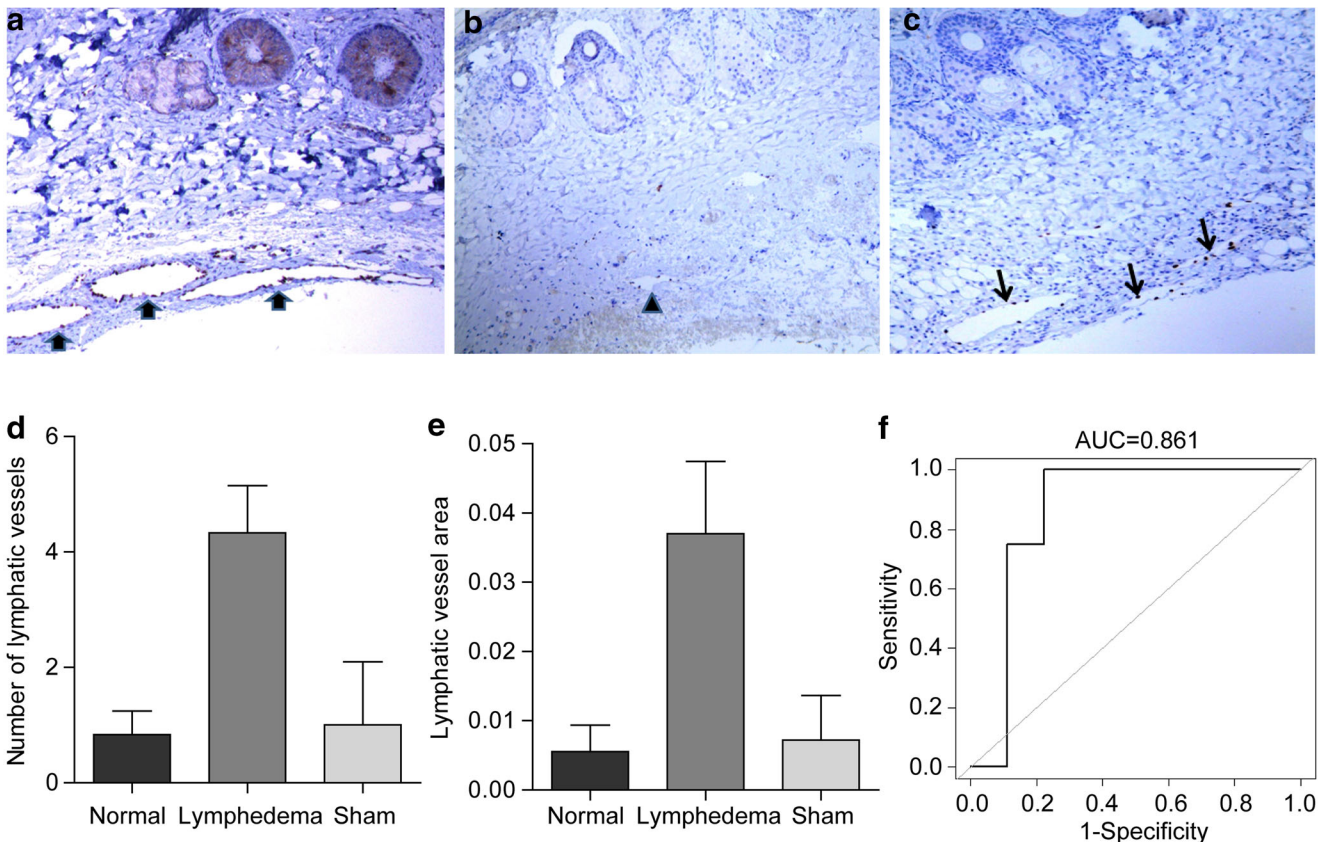 a
b
c
d
6
4
2
0
Number of lymphatic vessels
Normal Lymphedema Sham
e
0.05
0.04
0.03
0.02
0.01
0.00
Lymphatic vessel area
Normal Lymphedema Sham
f
AUC=0.861
1.0
0.8
0.6
0.4
0.2
0.0
Sensitivity
0.0 0.2 0.4 0.6 0.8 1.0
1-Specificity